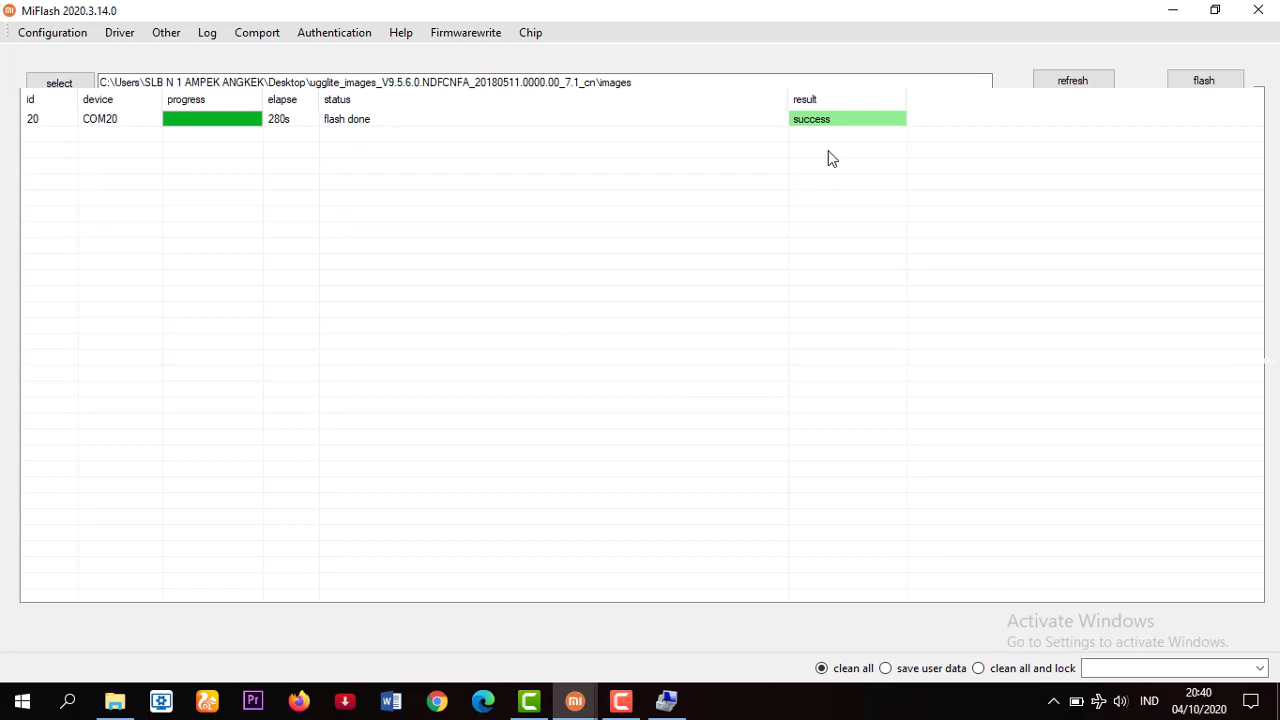 MiFlash 2020.3.14.0
Configuration Driver Other Log Comport Authentication Help Firmwarewrite Chip
select C:\Users\SLB N 1 AMPEK ANGKEK\Desktop\ugglite_images_V9.5.6.0.NDFCNFA_20180511.0000.00_7.1_cn\images refresh flash
id device progress elapse status result
20 COM20 280s flash done success
Activate Windows
Go to Settings to activate Windows.
clean all save user data clean all and lock
IND 20:40
04/10/2020